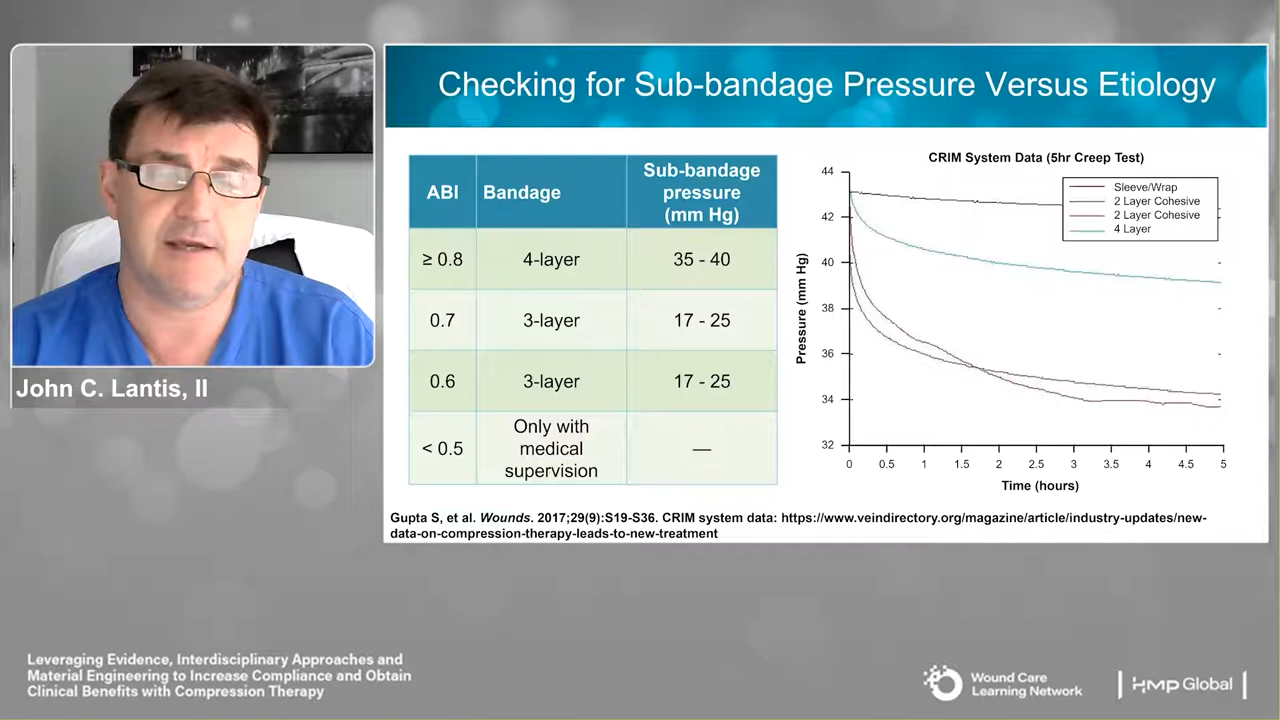 Checking for Sub-bandage Pressure Versus Etiology
John C. Lantis, II
ABI
Bandage
Sub-bandage
pressure
(mm Hg)
≥ 0.8
4-layer
35 - 40
0.7
3-layer
17 - 25
0.6
3-layer
17 - 25
< 0.5
Only with
medical
supervision
—
CRIM System Data (5hr Creep Test)
Sleeve/Wrap
2 Layer Cohesive
2 Layer Cohesive
4 Layer
Pressure (mm Hg)
44
42
40
38
36
34
32
0
0.5
1
1.5
2
2.5
3
3.5
4
4.5
5
Time (hours)
Gupta S, et al. Wounds. 2017;29(9):S19-S36. CRIM system data: https://www.veindirectory.org/magazine/article/industry-updates/new-
data-on-compression-therapy-leads-to-new-treatment
Leveraging Evidence, Interdisciplinary Approaches and
Material Engineering to Increase Compliance and Obtain
Clinical Benefits with Compression Therapy
Wound Care
Learning Network
HMP Global